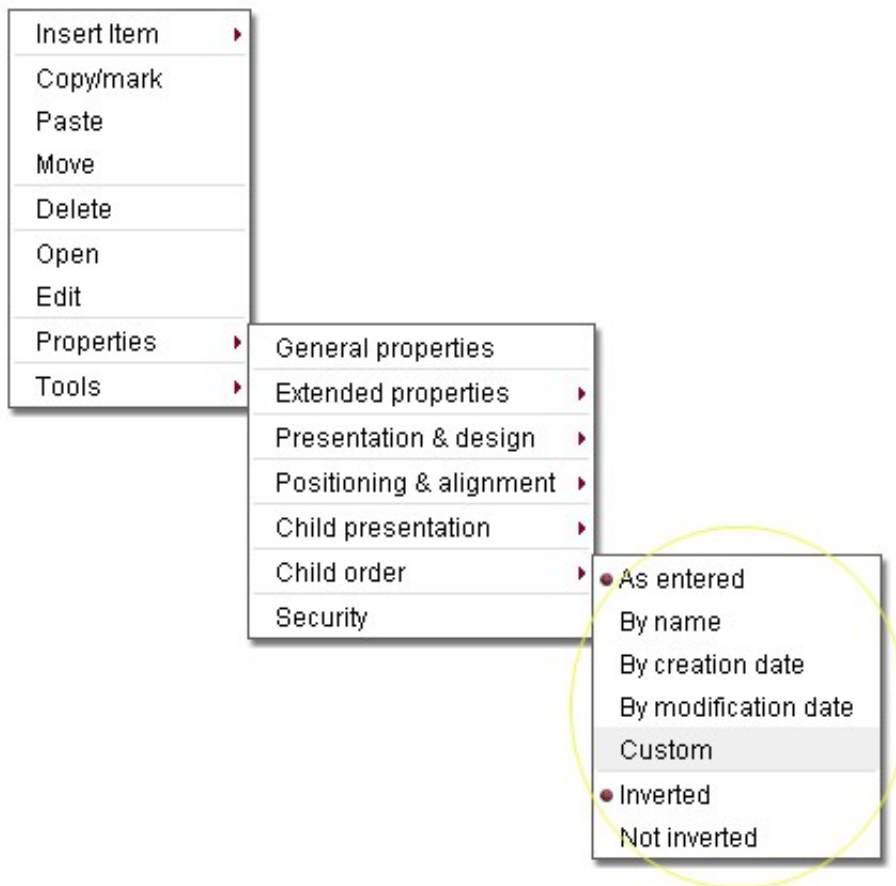 Insert Item
Copy/mark
Paste
Move
Delete
Open
Edit
Properties
Tools
General properties
Extended properties
Presentation & design
Positioning & alignment
Child presentation
Child order
Security
As entered
By name
By creation date
By modification date
Custom
Inverted
Not inverted